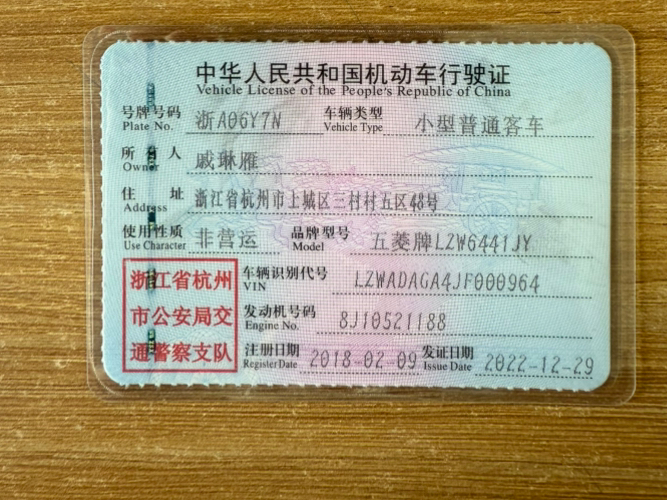 中华人民共和国机动车行驶证
Vehicle License of the People's Republic of China
号牌号码 浙A06Y7N 车辆类型 小型普通客车
Plate No. Vehicle Type
所有人 戚琳雁
Owner
住址 浙江省杭州市上城区三村村五区48号
Address
使用性质 非营运 品牌型号 五菱牌LZW6441JY
Use Character Model
浙江省杭州
市公安局交
通警察支队
车辆识别代号 LZWADAGA4JF000964
VIN
发动机号码 8J10521188
Engine No.
注册日期 2018-02-09 发证日期 2022-12-29
Register Date Issue Date